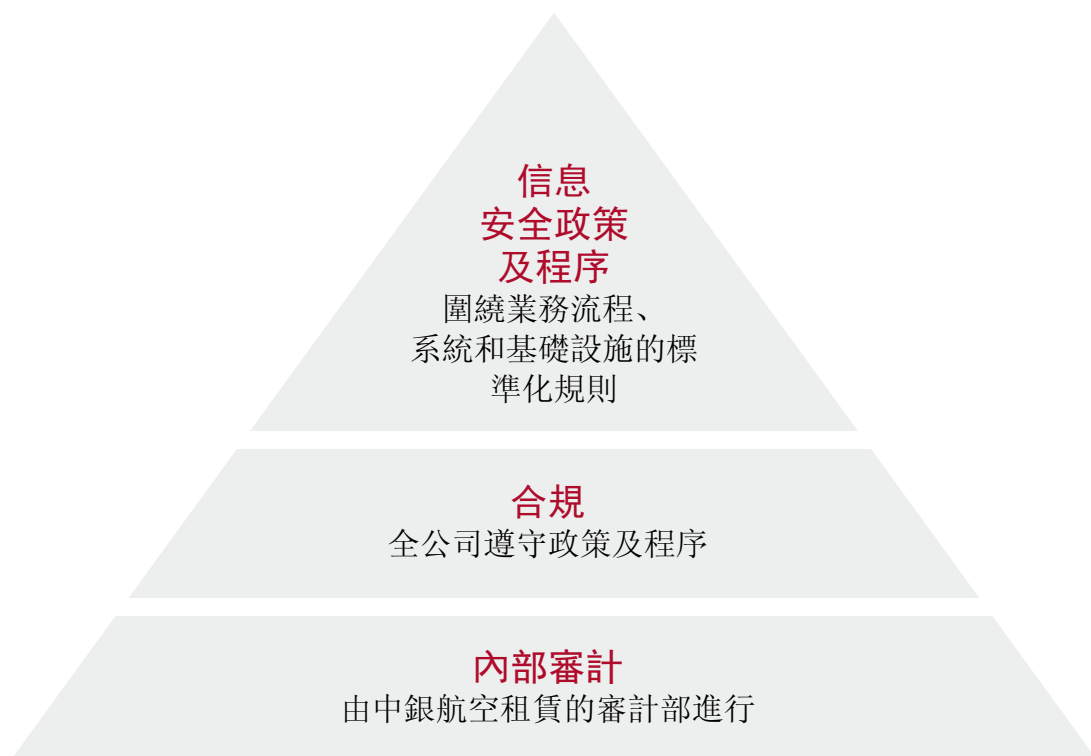 信息
安全政策
及程序
圍繞業務流程、
系統和基礎設施的標
準化規則
合規
全公司遵守政策及程序
內部審計
由中銀航空租賃的審計部進行